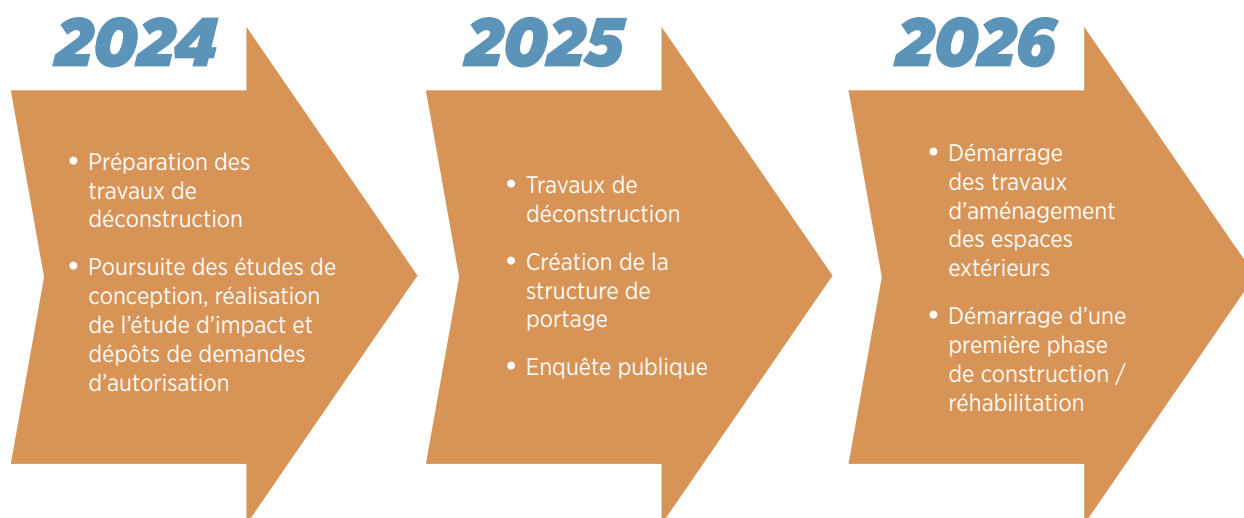 2024
• Préparation des
travaux de
déconstruction
• Poursuite des études de
conception, réalisation
de l’étude d’impact et
dépôts de demandes
d’autorisation
2025
• Travaux de
déconstruction
• Création de la
structure de
portage
• Enquête publique
2026
• Démarrage
des travaux
d’aménagement
des espaces
extérieurs
• Démarrage d’une
première phase
de construction /
réhabilitation